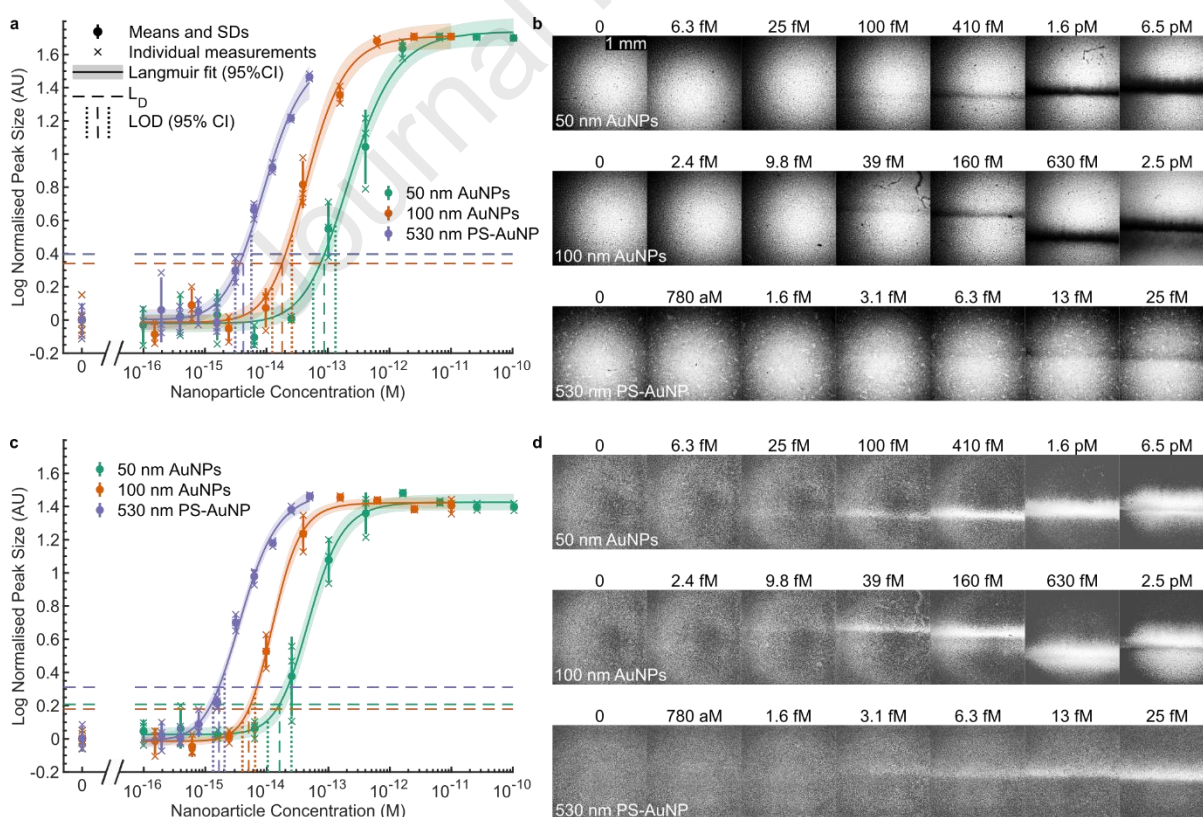 a
Means and SDs
Individual measurements
Langmuir fit (95%CI)
L_D
LOD (95% CI)
50 nm AuNPs
100 nm AuNPs
530 nm PS-AuNP
Log Normalised Peak Size (AU)
1.8
1.6
1.4
1.2
1
0.8
0.6
0.4
0.2
0
-0.2
0 10^-16 10^-15 10^-14 10^-13 10^-12 10^-11 10^-10
Nanoparticle Concentration (M)
b
0 6.3 fM 25 fM 100 fM 410 fM 1.6 pM 6.5 pM
1 mm
50 nm AuNPs
0 2.4 fM 9.8 fM 39 fM 160 fM 630 fM 2.5 pM
100 nm AuNPs
0 780 aM 1.6 fM 3.1 fM 6.3 fM 13 fM 25 fM
530 nm PS-AuNP
Journal
c
50 nm AuNPs
100 nm AuNPs
530 nm PS-AuNP
Log Normalised Peak Size (AU)
1.8
1.6
1.4
1.2
1
0.8
0.6
0.4
0.2
0
-0.2
0 10^-16 10^-15 10^-14 10^-13 10^-12 10^-11 10^-10
Nanoparticle Concentration (M)
d
0 6.3 fM 25 fM 100 fM 410 fM 1.6 pM 6.5 pM
50 nm AuNPs
0 2.4 fM 9.8 fM 39 fM 160 fM 630 fM 2.5 pM
100 nm AuNPs
0 780 aM 1.6 fM 3.1 fM 6.3 fM 13 fM 25 fM
530 nm PS-AuNP